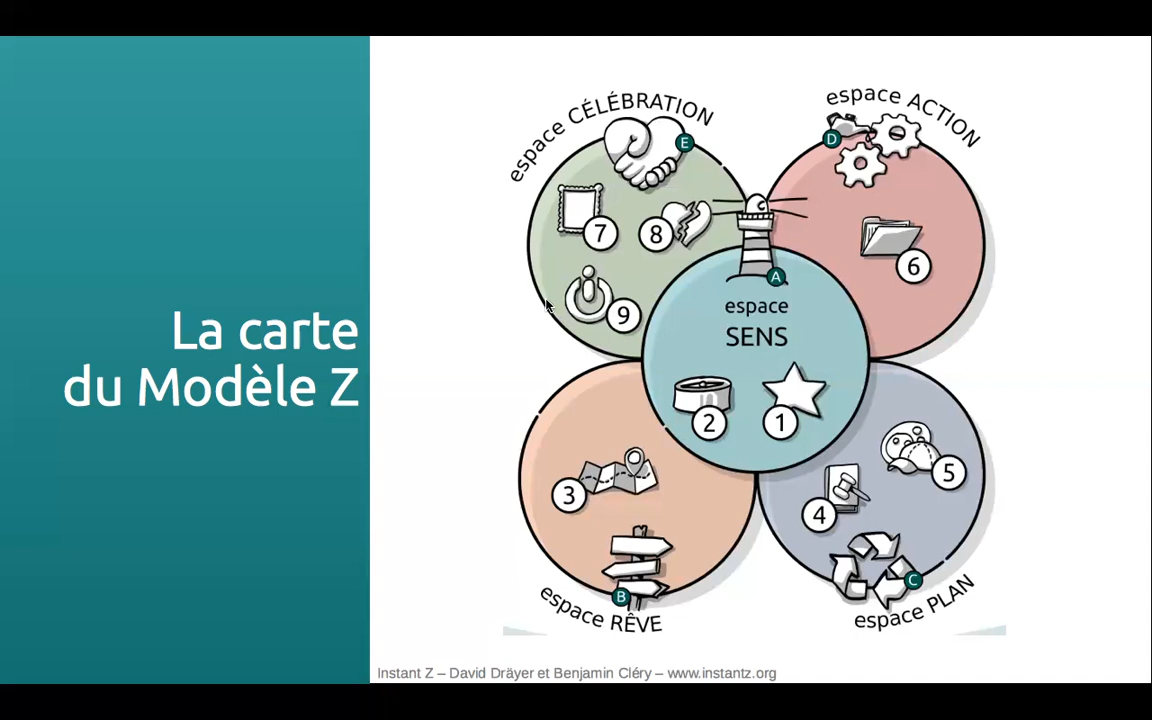 La carte
du Modèle Z
espace CÉLÉBRATION
E
7
8
9
espace ACTION
D
6
A
espace
SENS
2
1
3
B
espace RÊVE
5
4
C
espace PLAN
Instant Z – David Dräyer et Benjamin Cléry – www.instantz.org